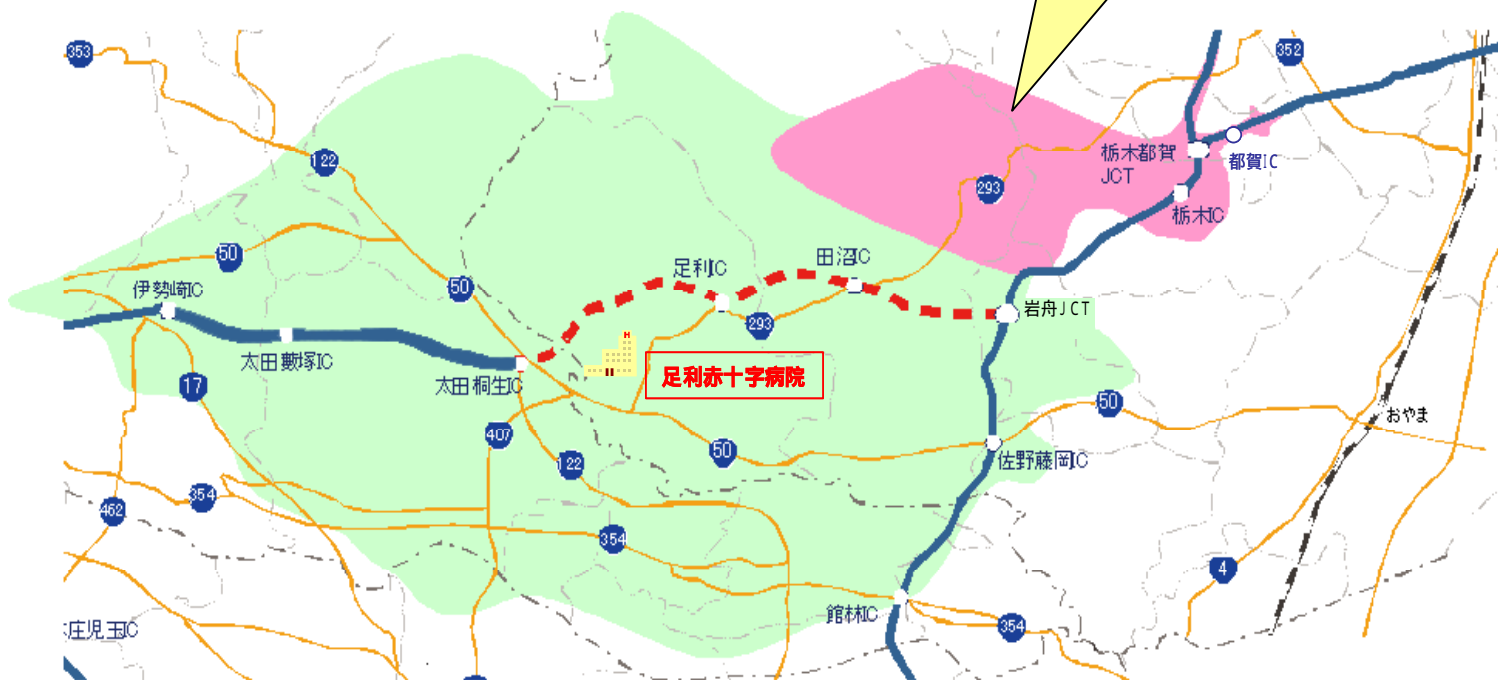 353
352
122
栃木都賀
JCT
都賀IC
293
栃木IC
50
足利IC
田沼IC
伊勢崎IC
50
岩舟JCT
293
太田藪塚IC
太田桐生IC
足利赤十字病院
17
50
おやま
407
122
50
佐野藤岡IC
354
462
354
4
館林IC
354
庄児玉IC